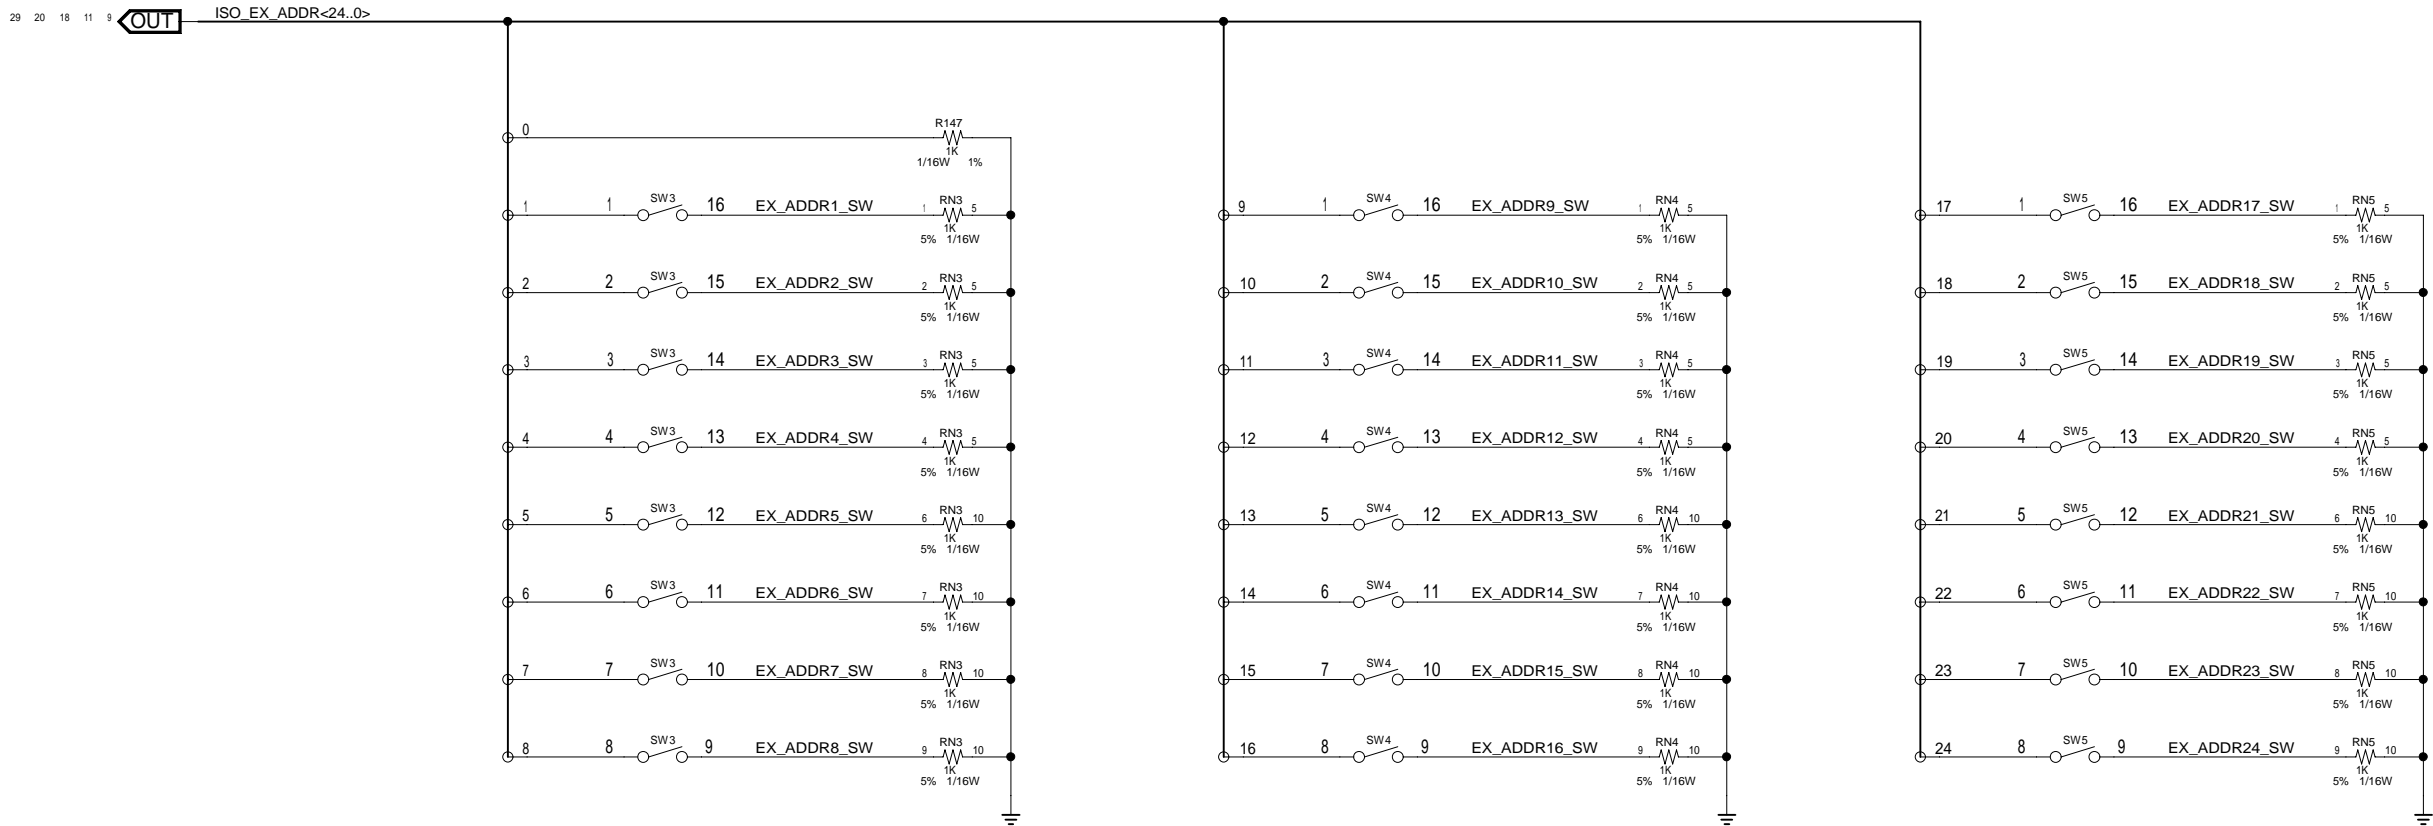 29 20 18 11 9 OUT ISO_EX_ADDR<24..0>
0 R147
1K
1/16W 1%
1 1 SW3 16 EX_ADDR1_SW 1 RN3 5
1K
5% 1/16W
2 2 SW3 15 EX_ADDR2_SW 2 RN3 5
1K
5% 1/16W
3 3 SW3 14 EX_ADDR3_SW 3 RN3 5
1K
5% 1/16W
4 4 SW3 13 EX_ADDR4_SW 4 RN3 5
1K
5% 1/16W
5 5 SW3 12 EX_ADDR5_SW 6 RN3 10
1K
5% 1/16W
6 6 SW3 11 EX_ADDR6_SW 7 RN3 10
1K
5% 1/16W
7 7 SW3 10 EX_ADDR7_SW 8 RN3 10
1K
5% 1/16W
8 8 SW3 9 EX_ADDR8_SW 9 RN3 10
1K
5% 1/16W
9 1 SW4 16 EX_ADDR9_SW 1 RN4 5
1K
5% 1/16W
10 2 SW4 15 EX_ADDR10_SW 2 RN4 5
1K
5% 1/16W
11 3 SW4 14 EX_ADDR11_SW 3 RN4 5
1K
5% 1/16W
12 4 SW4 13 EX_ADDR12_SW 4 RN4 5
1K
5% 1/16W
13 5 SW4 12 EX_ADDR13_SW 6 RN4 10
1K
5% 1/16W
14 6 SW4 11 EX_ADDR14_SW 7 RN4 10
1K
5% 1/16W
15 7 SW4 10 EX_ADDR15_SW 8 RN4 10
1K
5% 1/16W
16 8 SW4 9 EX_ADDR16_SW 9 RN4 10
1K
5% 1/16W
17 1 SW5 16 EX_ADDR17_SW 1 RN5 5
1K
5% 1/16W
18 2 SW5 15 EX_ADDR18_SW 2 RN5 5
1K
5% 1/16W
19 3 SW5 14 EX_ADDR19_SW 3 RN5 5
1K
5% 1/16W
20 4 SW5 13 EX_ADDR20_SW 4 RN5 5
1K
5% 1/16W
21 5 SW5 12 EX_ADDR21_SW 6 RN5 10
1K
5% 1/16W
22 6 SW5 11 EX_ADDR22_SW 7 RN5 10
1K
5% 1/16W
23 7 SW5 10 EX_ADDR23_SW 8 RN5 10
1K
5% 1/16W
24 8 SW5 9 EX_ADDR24_SW 9 RN5 10
1K
5% 1/16W